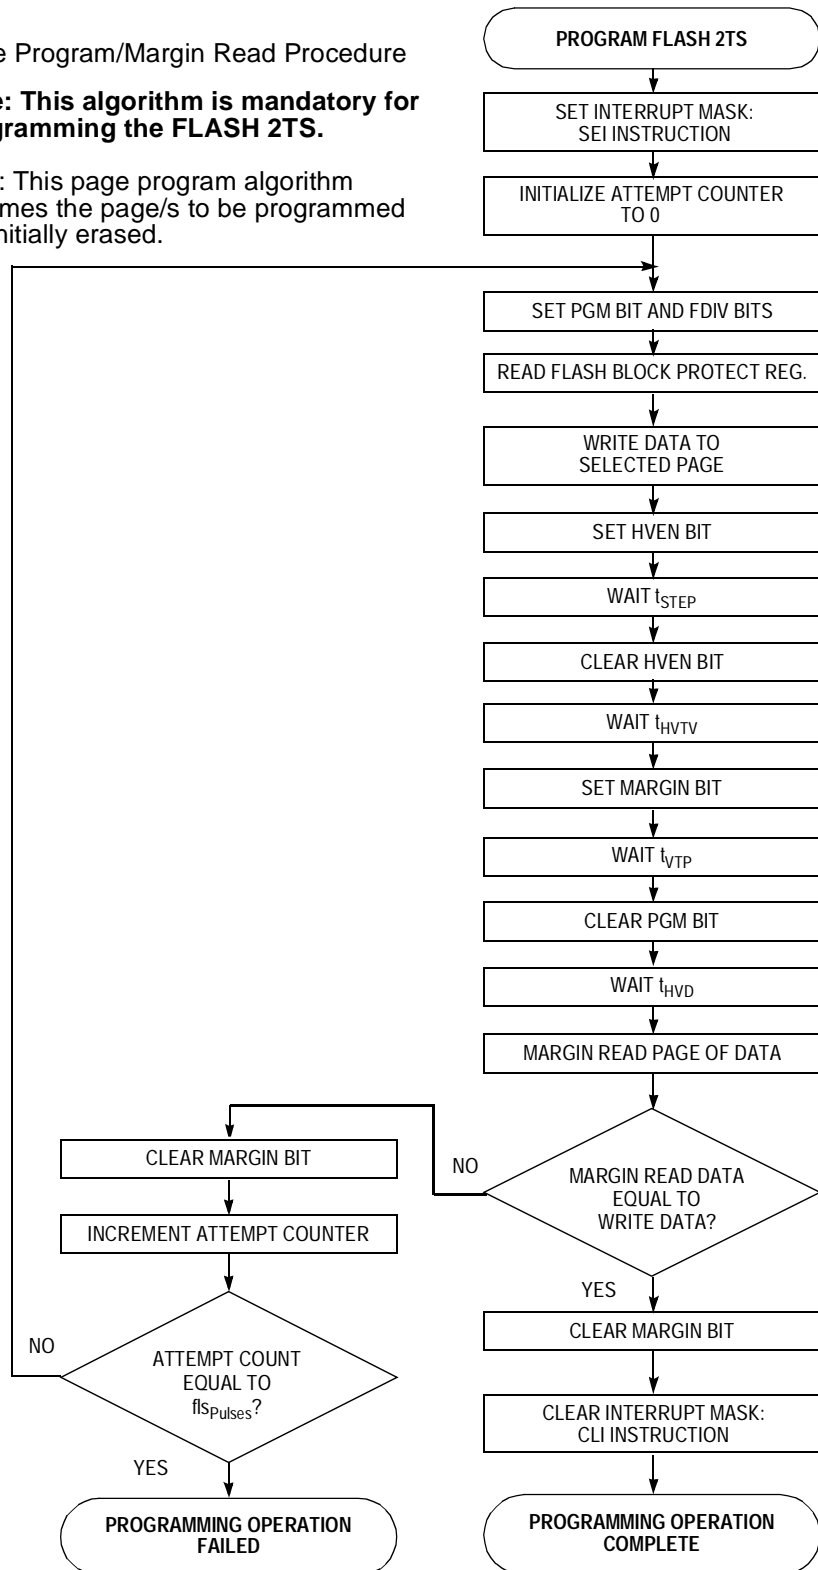 e Program/Margin Read Procedure
e: This algorithm is mandatory for
gramming the FLASH 2TS.
: This page program algorithm
mes the page/s to be programmed
nitially erased.
PROGRAM FLASH 2TS
SET INTERRUPT MASK:
SEI INSTRUCTION
INITIALIZE ATTEMPT COUNTER
TO 0
SET PGM BIT AND FDIV BITS
READ FLASH BLOCK PROTECT REG.
WRITE DATA TO
SELECTED PAGE
SET HVEN BIT
WAIT tSTEP
CLEAR HVEN BIT
WAIT tHVTV
SET MARGIN BIT
WAIT tVTP
CLEAR PGM BIT
WAIT tHVD
MARGIN READ PAGE OF DATA
MARGIN READ DATA
EQUAL TO
WRITE DATA?
NO
CLEAR MARGIN BIT
INCREMENT ATTEMPT COUNTER
ATTEMPT COUNT
EQUAL TO
flsPulses?
NO
YES
PROGRAMMING OPERATION
FAILED
YES
CLEAR MARGIN BIT
CLEAR INTERRUPT MASK:
CLI INSTRUCTION
PROGRAMMING OPERATION
COMPLETE